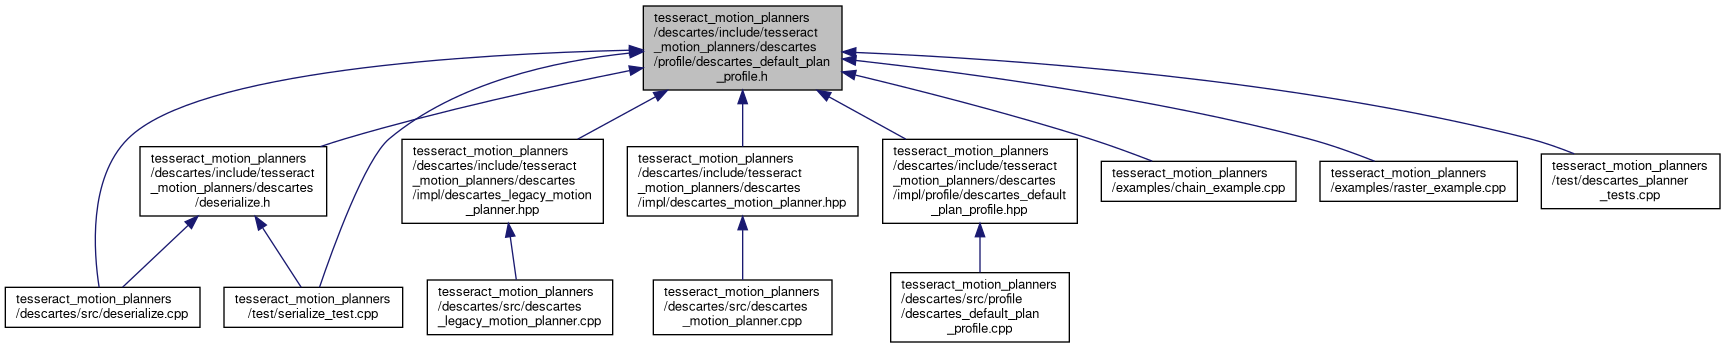 tesseract_motion_planners
/descartes/include/tesseract
_motion_planners/descartes
/profile/descartes_default_plan
_profile.h
tesseract_motion_planners
/descartes/include/tesseract
_motion_planners/descartes
/deserialize.h
tesseract_motion_planners
/descartes/include/tesseract
_motion_planners/descartes
/impl/descartes_legacy_motion
_planner.hpp
tesseract_motion_planners
/descartes/include/tesseract
_motion_planners/descartes
/impl/descartes_motion_planner.hpp
tesseract_motion_planners
/descartes/include/tesseract
_motion_planners/descartes
/impl/profile/descartes_default
_plan_profile.hpp
tesseract_motion_planners
/examples/chain_example.cpp
tesseract_motion_planners
/examples/raster_example.cpp
tesseract_motion_planners
/test/descartes_planner
_tests.cpp
tesseract_motion_planners
/descartes/src/deserialize.cpp
tesseract_motion_planners
/test/serialize_test.cpp
tesseract_motion_planners
/descartes/src/descartes
_legacy_motion_planner.cpp
tesseract_motion_planners
/descartes/src/descartes
_motion_planner.cpp
tesseract_motion_planners
/descartes/src/profile
/descartes_default_plan
_profile.cpp